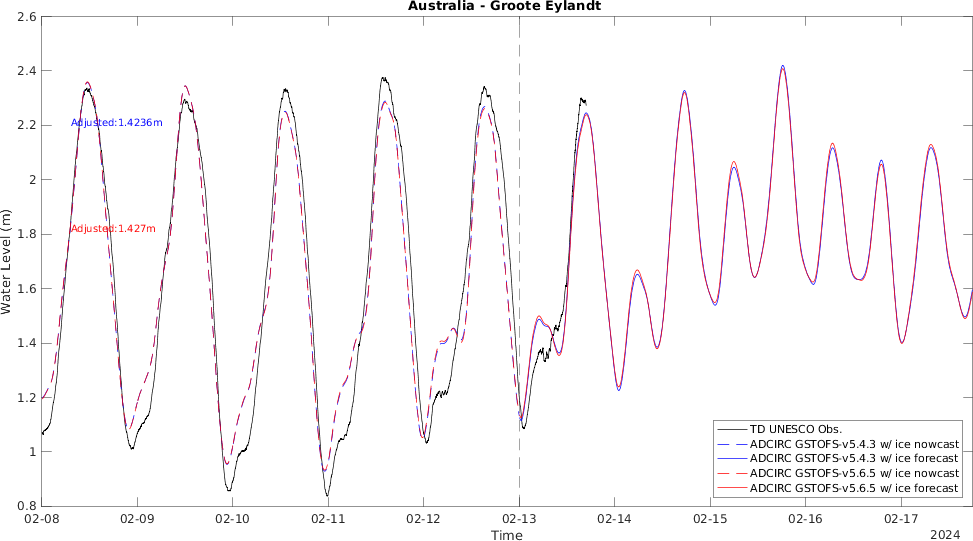 Australia - Groote Eylandt
2.6
2.4
2.2
2
1.8
1.6
1.4
1.2
1
0.8
Water Level (m)
Adjusted:1.4236m
Adjusted:1.427m
TD UNESCO Obs.
ADCIRC GSTOFS-v5.4.3 w/ ice nowcast
ADCIRC GSTOFS-v5.4.3 w/ ice forecast
ADCIRC GSTOFS-v5.6.5 w/ ice nowcast
ADCIRC GSTOFS-v5.6.5 w/ ice forecast
02-08 02-09 02-10 02-11 02-12 02-13 02-14 02-15 02-16 02-17
Time
2024